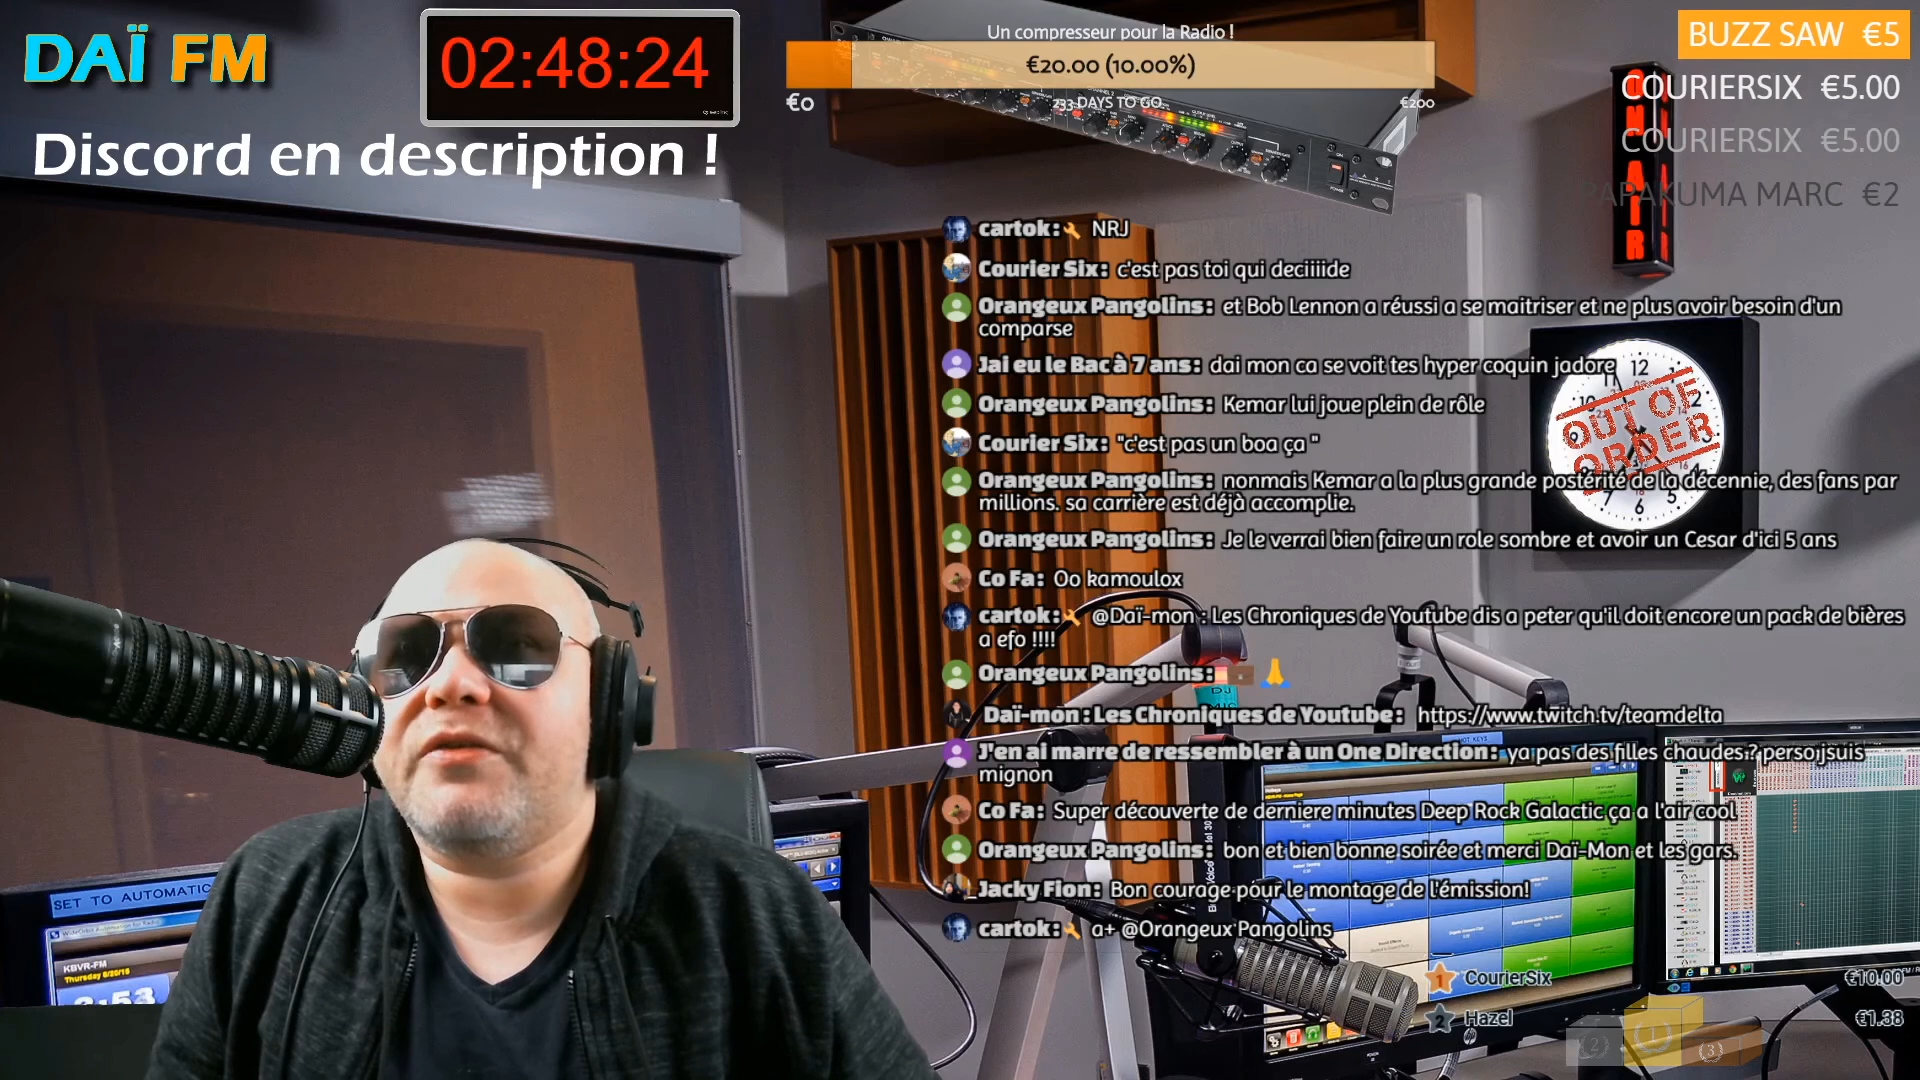 DAÏ FM
02:48:24
Discord en description !
Un compresseur pour la Radio !
€20.00 (10.00%)
€0
233 DAYS TO GO
€200
BUZZ SAW €5
COURIERSIX €5.00
COURIERSIX €5.00
PAPAKUMA MARC €2
cartok: NRJ
Courier Six: c'est pas toi qui deciiiide
Orangeux Pangolins: et Bob Lennon a réussi a se maitriser et ne plus avoir besoin d'un
comparse
Jai eu le Bac à 7 ans: dai mon ca se voit tes hyper coquin jadore
Orangeux Pangolins: Kemar lui joue plein de rôle
Courier Six: "c'est pas un boa ça "
Orangeux Pangolins: nonmais Kemar a la plus grande postérité de la décennie, des fans par
millions. sa carrière est déjà accomplie.
Orangeux Pangolins: Je le verrai bien faire un role sombre et avoir un Cesar d'ici 5 ans
Co Fa: Oo kamoulox
cartok: @Daï-mon : Les Chroniques de Youtube dis a peter qu'il doit encore un pack de bières
a efo !!!!
Orangeux Pangolins:
Daï-mon : Les Chroniques de Youtube: https://www.twitch.tv/teamdelta
J'en ai marre de ressembler à un One Direction: ya pas des filles chaudes ? perso jsuis
mignon
Co Fa: Super découverte de derniere minutes Deep Rock Galactic ça a l'air cool
Orangeux Pangolins: bon et bien bonne soirée et merci Daï-Mon et les gars.
Jacky Fion: Bon courage pour le montage de l'émission!
cartok: a+ @Orangeux Pangolins
OUT OF
ORDER
SET TO AUTOMATIC
KBVR-FM
Thursday 8/20/15
2:53
1 CourierSix €10.00
2 Hazel €1.38